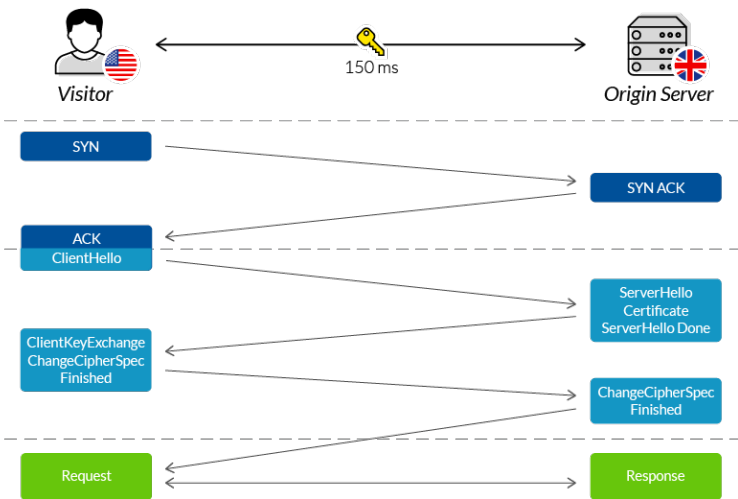 150 ms
Visitor
Origin Server
SYN
SYN ACK
ACK
ClientHello
ServerHello
Certificate
ServerHello Done
ClientKeyExchange
ChangeCipherSpec
Finished
ChangeCipherSpec
Finished
Request
Response